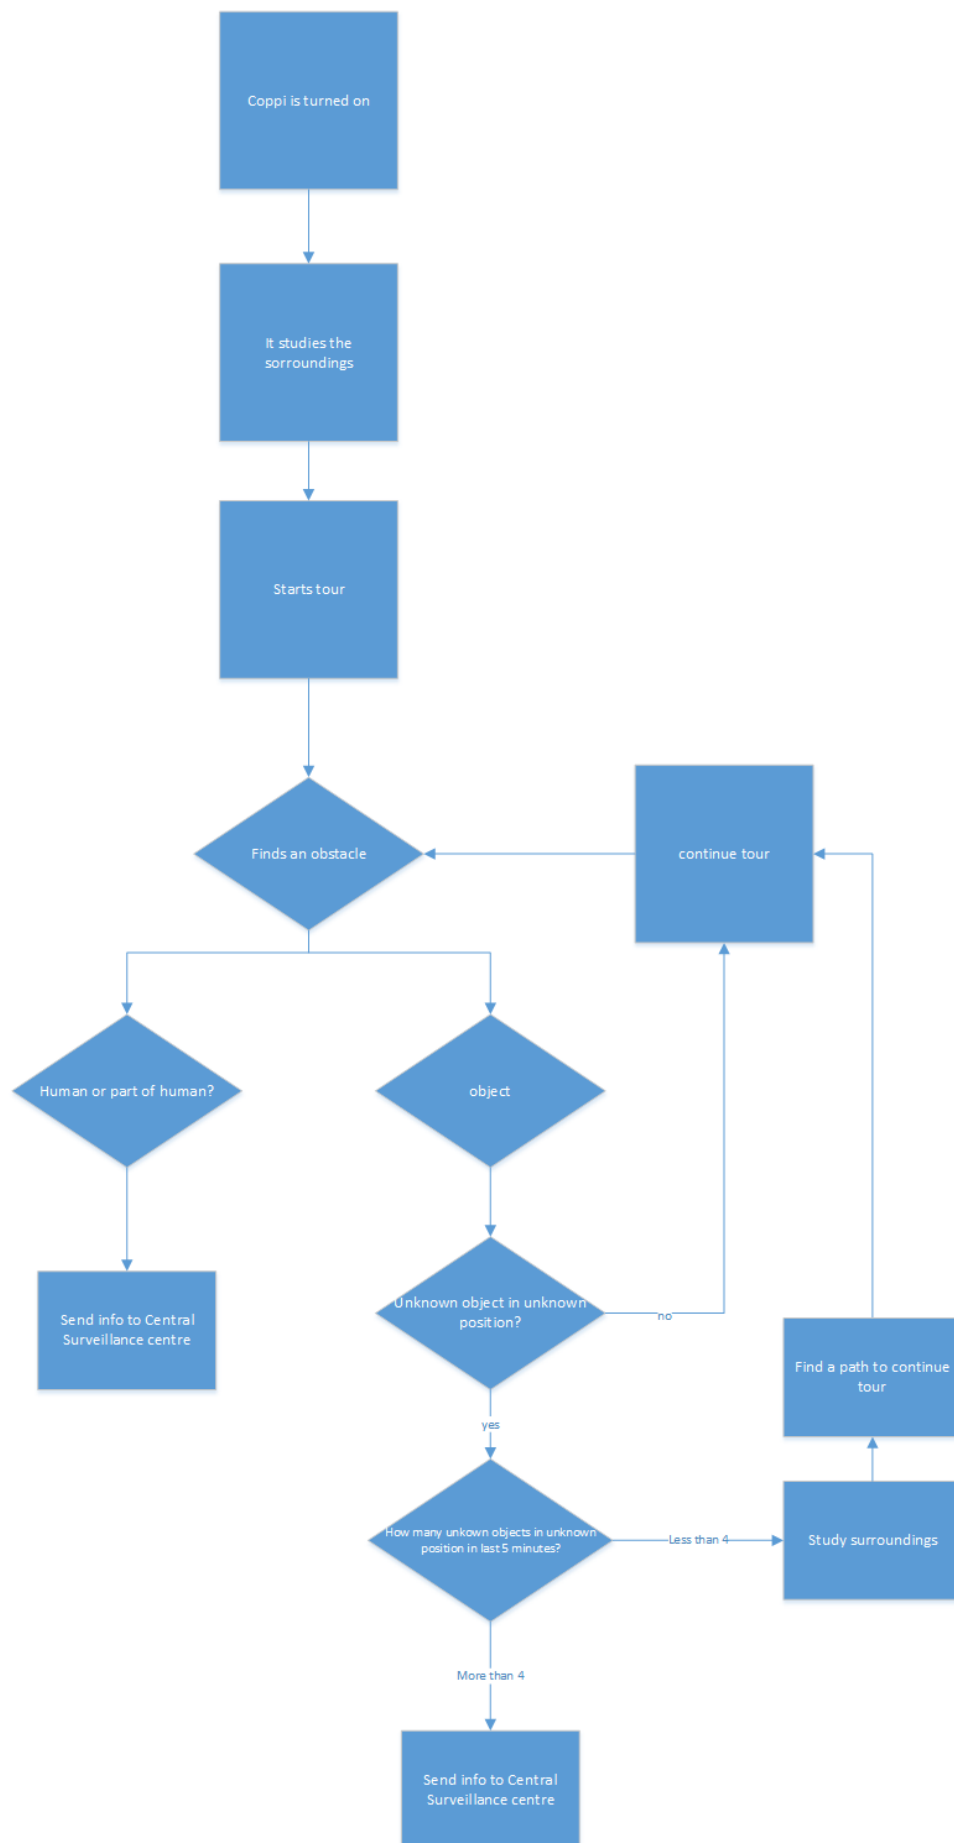 Coppi is turned on
It studies the
sorroundings
Starts tour
Finds an obstacle
continue tour
Human or part of human?
object
Unknown object in unknown
position?
no
Send info to Central
Surveillance centre
Find a path to continue
tour
yes
How many unkown objects in unknown
position in last 5 minutes?
Less than 4
Study surroundings
More than 4
Send info to Central
Surveillance centre